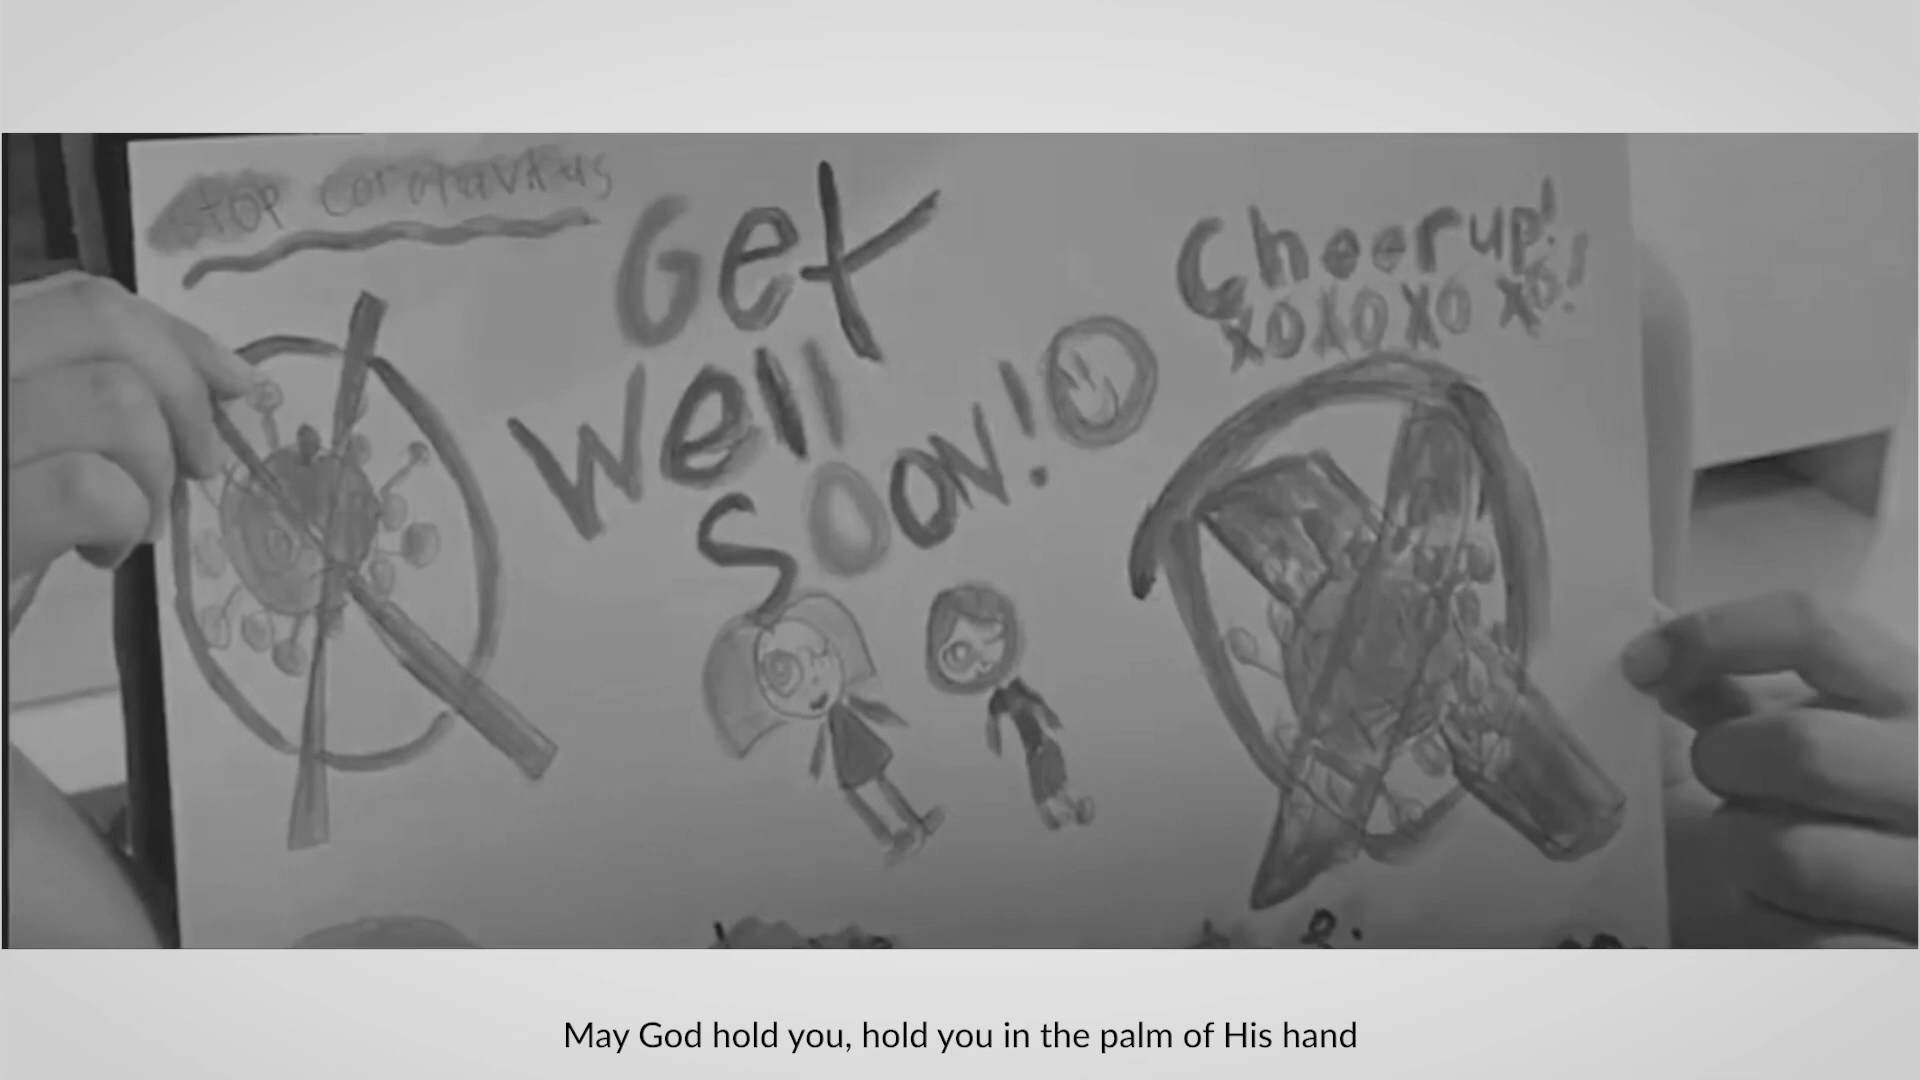 Stop Coronavirus
Get
Well
Soon!
Cheer up!
XOXOXO XO!
May God hold you, hold you in the palm of His hand